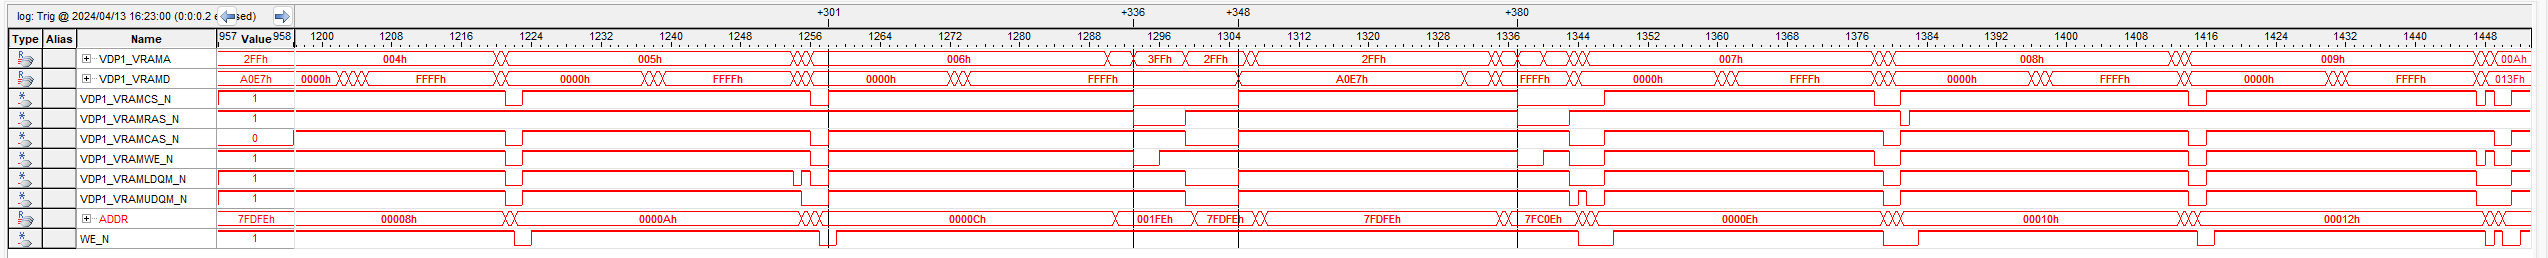 log: Trig @ 2024/04/13 16:23:00 (0:0:0.2 sed) +301 +336 +348 +380
Type Alias Name 957 Value 958 1200 1208 1216 1224 1232 1240 1248 1256 1264 1272 1280 1288 1296 1304 1312 1320 1328 1336 1344 1352 1360 1368 1376 1384 1392 1400 1408 1416 1424 1432 1440 1448
VDP1_VRAMA 2FFh 004h 005h 006h 3FFh 2FFh 2FFh 007h 008h 009h 00Ah
VDP1_VRAMD A0E7h 0000h FFFFh 0000h FFFFh 0000h FFFFh A0E7h FFFFh 0000h FFFFh 0000h FFFFh 0000h FFFFh 013Fh
VDP1_VRAMCS_N 1
VDP1_VRAMRAS_N 1
VDP1_VRAMCAS_N 0
VDP1_VRAMWE_N 1
VDP1_VRAMLDQM_N 1
VDP1_VRAMUDQM_N 1
ADDR 7FDFEh 00008h 0000Ah 0000Ch 001FEh 7FDFEh 7FDFEh 7FC0Eh 0000Eh 00010h 00012h
WE_N 1